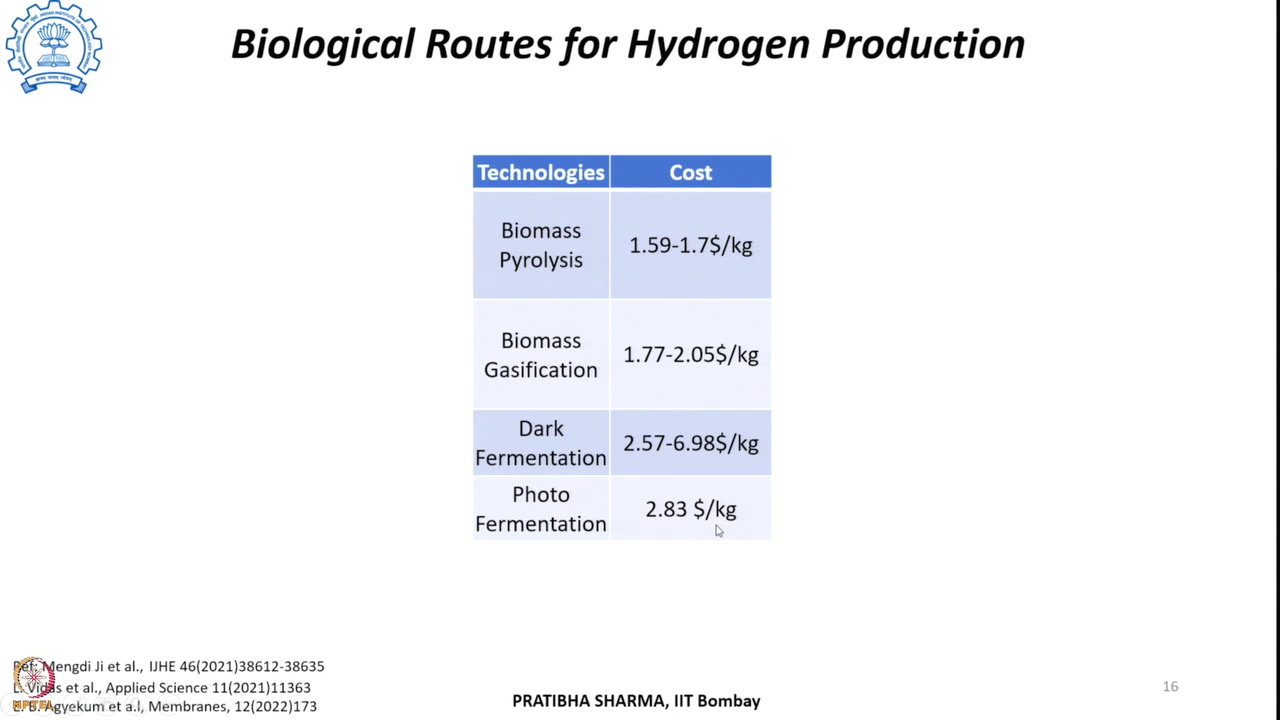 Biological Routes for Hydrogen Production
Technologies Cost
Biomass
Pyrolysis
1.59-1.7$/kg
Biomass
Gasification
1.77-2.05$/kg
Dark
Fermentation
2.57-6.98$/kg
Photo
Fermentation
2.83 $/kg
Ref: Mengdi Ji et al., IJHE 46(2021)38612-38635
L. Vidas et al., Applied Science 11(2021)11363
E. B. Agyekum et al, Membranes, 12(2022)173
NPTEL
PRATIBHA SHARMA, IIT Bombay
16